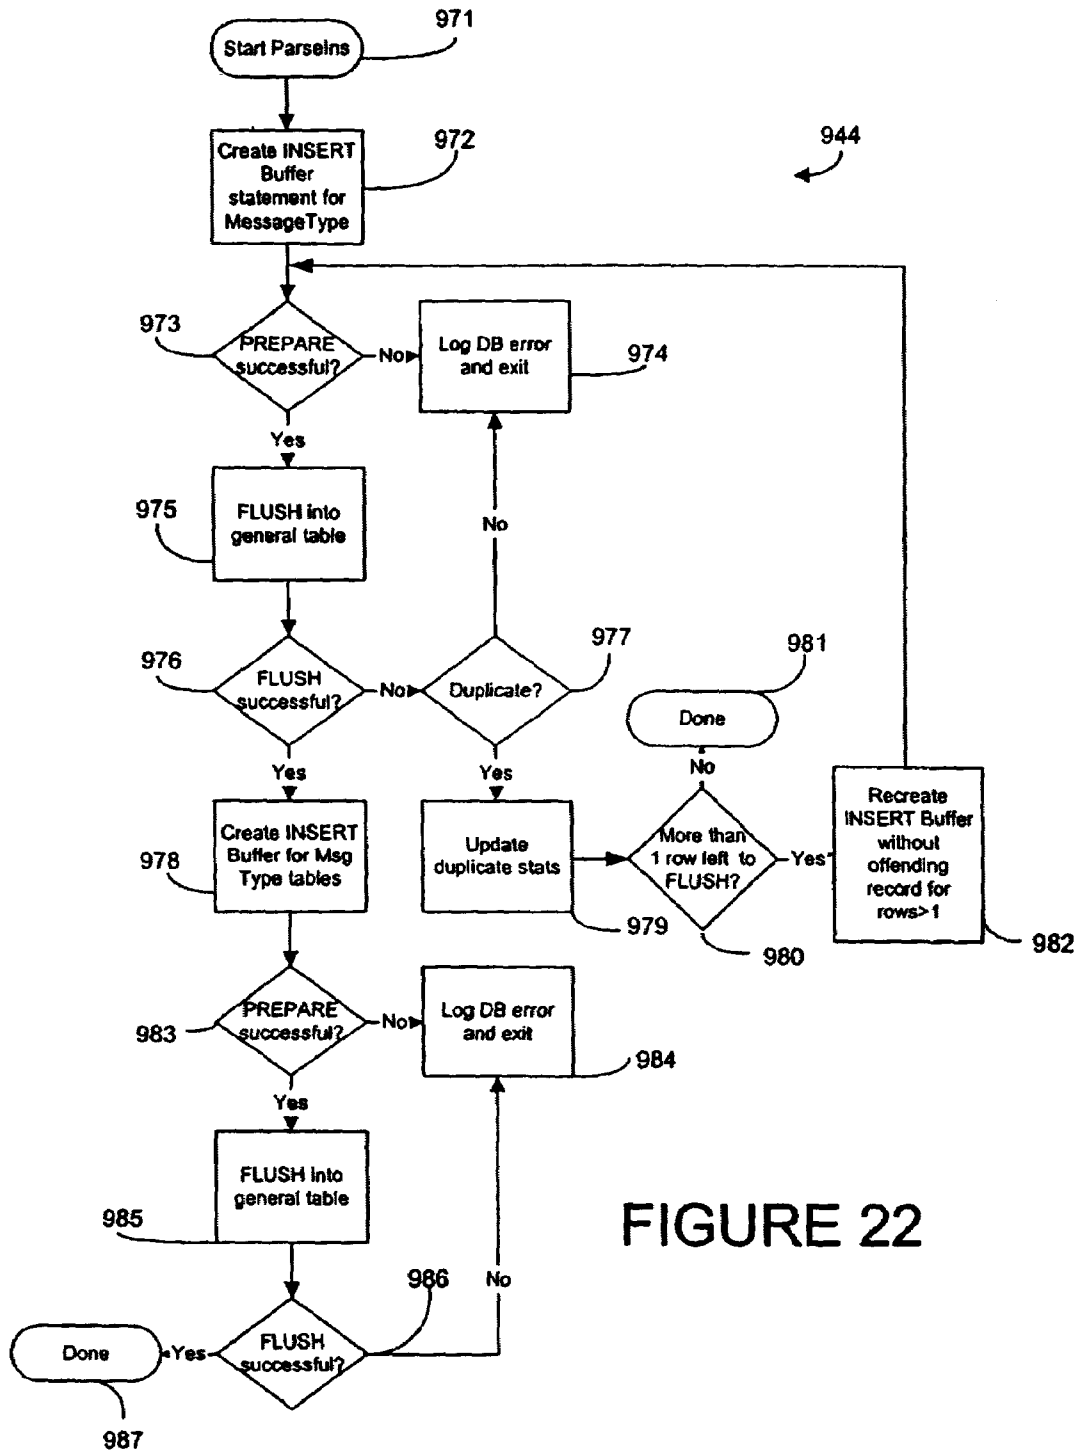 971
Start ParseIns
972
Create INSERT
Buffer
statement for
MessageType
944
973
PREPARE
successful?
No
Log DB error
and exit
974
Yes
975
FLUSH into
general table
No
976
FLUSH
successful?
No
Duplicate?
977
981
Done
Yes
Yes
No
978
Create INSERT
Buffer for Msg
Type tables
Update
duplicate stats
979
More than
1 row left to
FLUSH?
980
Yes
Recreate
INSERT Buffer
without
offending
record for
rows>1
982
983
PREPARE
successful?
No
Log DB error
and exit
984
Yes
FLUSH into
general table
985
FIGURE 22
986
No
FLUSH
successful?
Yes
Done
987